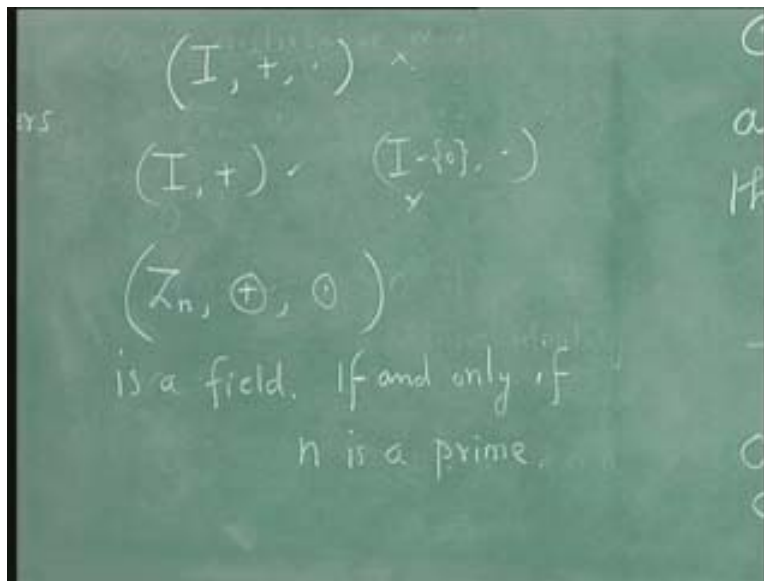 (I, +, ·) ×
(I, +) ✓ (I-{0}, ·)
(Zn, ⊕, ⊙)
is a field. If and only if
n is a prime.